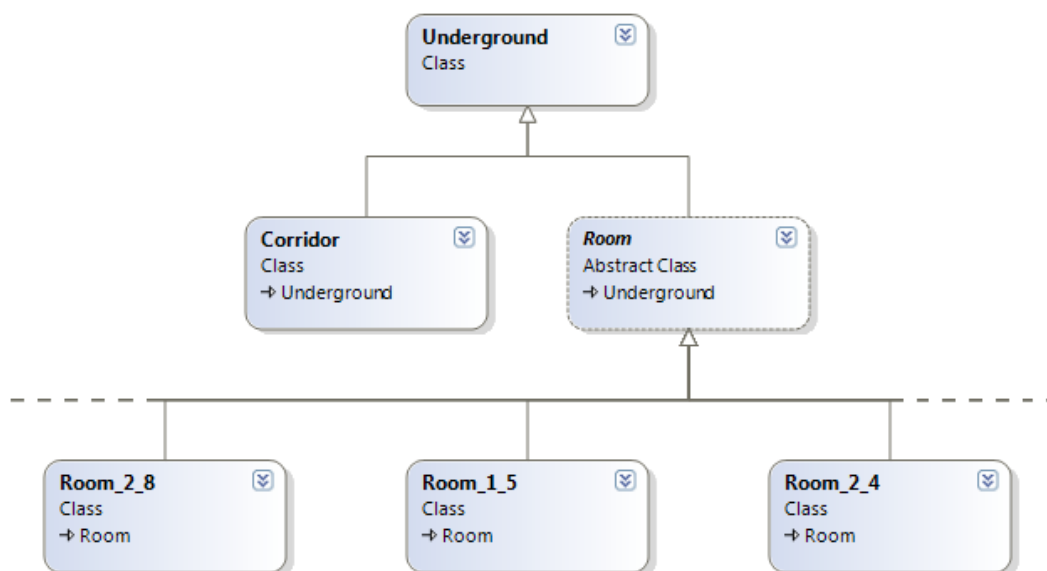 Underground
Class
Corridor
Class
Underground
Room
Abstract Class
Underground
Room_2_8
Class
Room
Room_1_5
Class
Room
Room_2_4
Class
Room